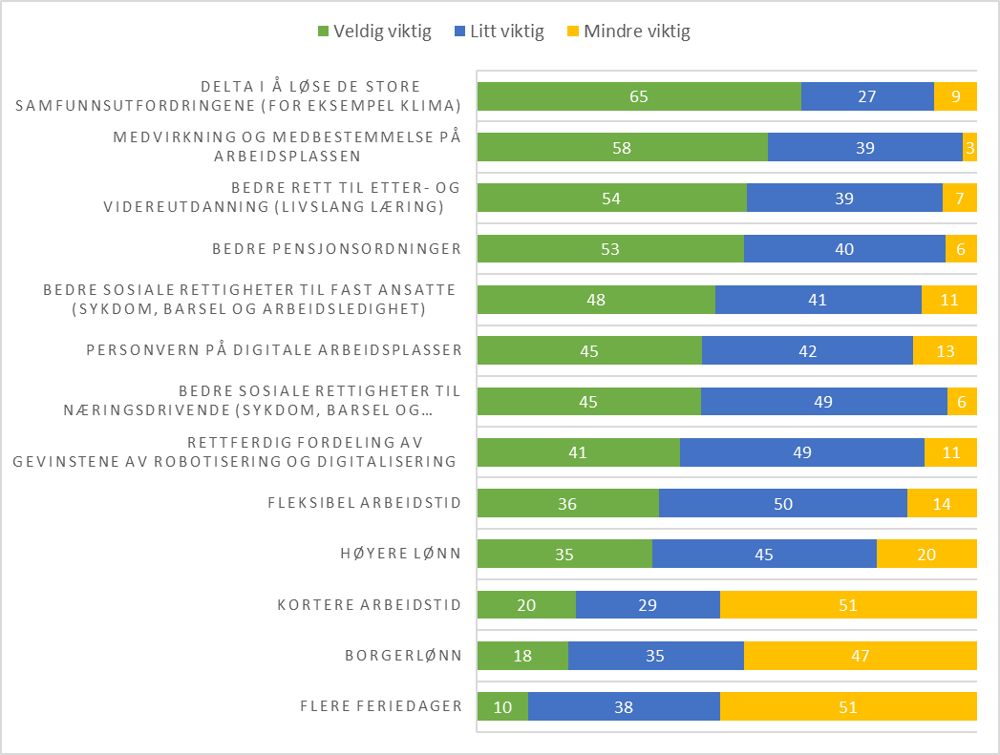 Veldig viktig Litt viktig Mindre viktig
DELTA I Å LØSE DE STORE
SAMFUNNSUTFORDRINGENE (FOR EKSEMPEL KLIMA)
65 27 9
MEDVIRKNING OG MEDBESTEMMELSE PÅ
ARBEIDSPLASSEN
58 39 3
BEDRE RETT TIL ETTER- OG
VIDEREUTDANNING (LIVSLANG LÆRING)
54 39 7
BEDRE PENSJONSORDNINGER
53 40 6
BEDRE SOSIALE RETTIGHETER TIL FAST ANSATTE
(SYKDOM, BARSEL OG ARBEIDSLEDIGHET)
48 41 11
PERSONVERN PÅ DIGITALE ARBEIDSPLASSER
45 42 13
BEDRE SOSIALE RETTIGHETER TIL
NÆRINGSDRIVENDE (SYKDOM, BARSEL OG…
45 49 6
RETTFERDIG FORDELING AV
GEVINSTENE AV ROBOTISERING OG DIGITALISERING
41 49 11
FLEKSIBEL ARBEIDSTID
36 50 14
HØYERE LØNN
35 45 20
KORTERE ARBEIDSTID
20 29 51
BORGERLØNN
18 35 47
FLERE FERIEDAGER
10 38 51